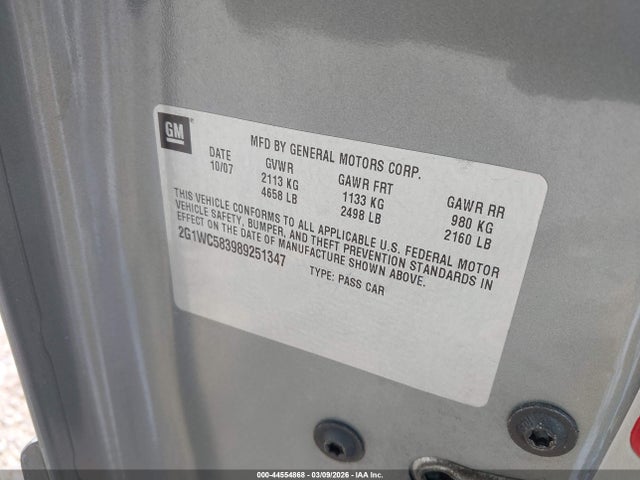 GM
MFD BY GENERAL MOTORS CORP.
DATE GVWR GAWR FRT GAWR RR
10/07 2113 KG 1133 KG 980 KG
4658 LB 2498 LB 2160 LB
THIS VEHICLE CONFORMS TO ALL APPLICABLE U.S. FEDERAL MOTOR
VEHICLE SAFETY, BUMPER, AND THEFT PREVENTION STANDARDS IN
EFFECT ON THE DATE OF MANUFACTURE SHOWN ABOVE.
2G1WC583989251347 TYPE: PASS CAR
000-44554868 - 03/09/2026 - IAA Inc.